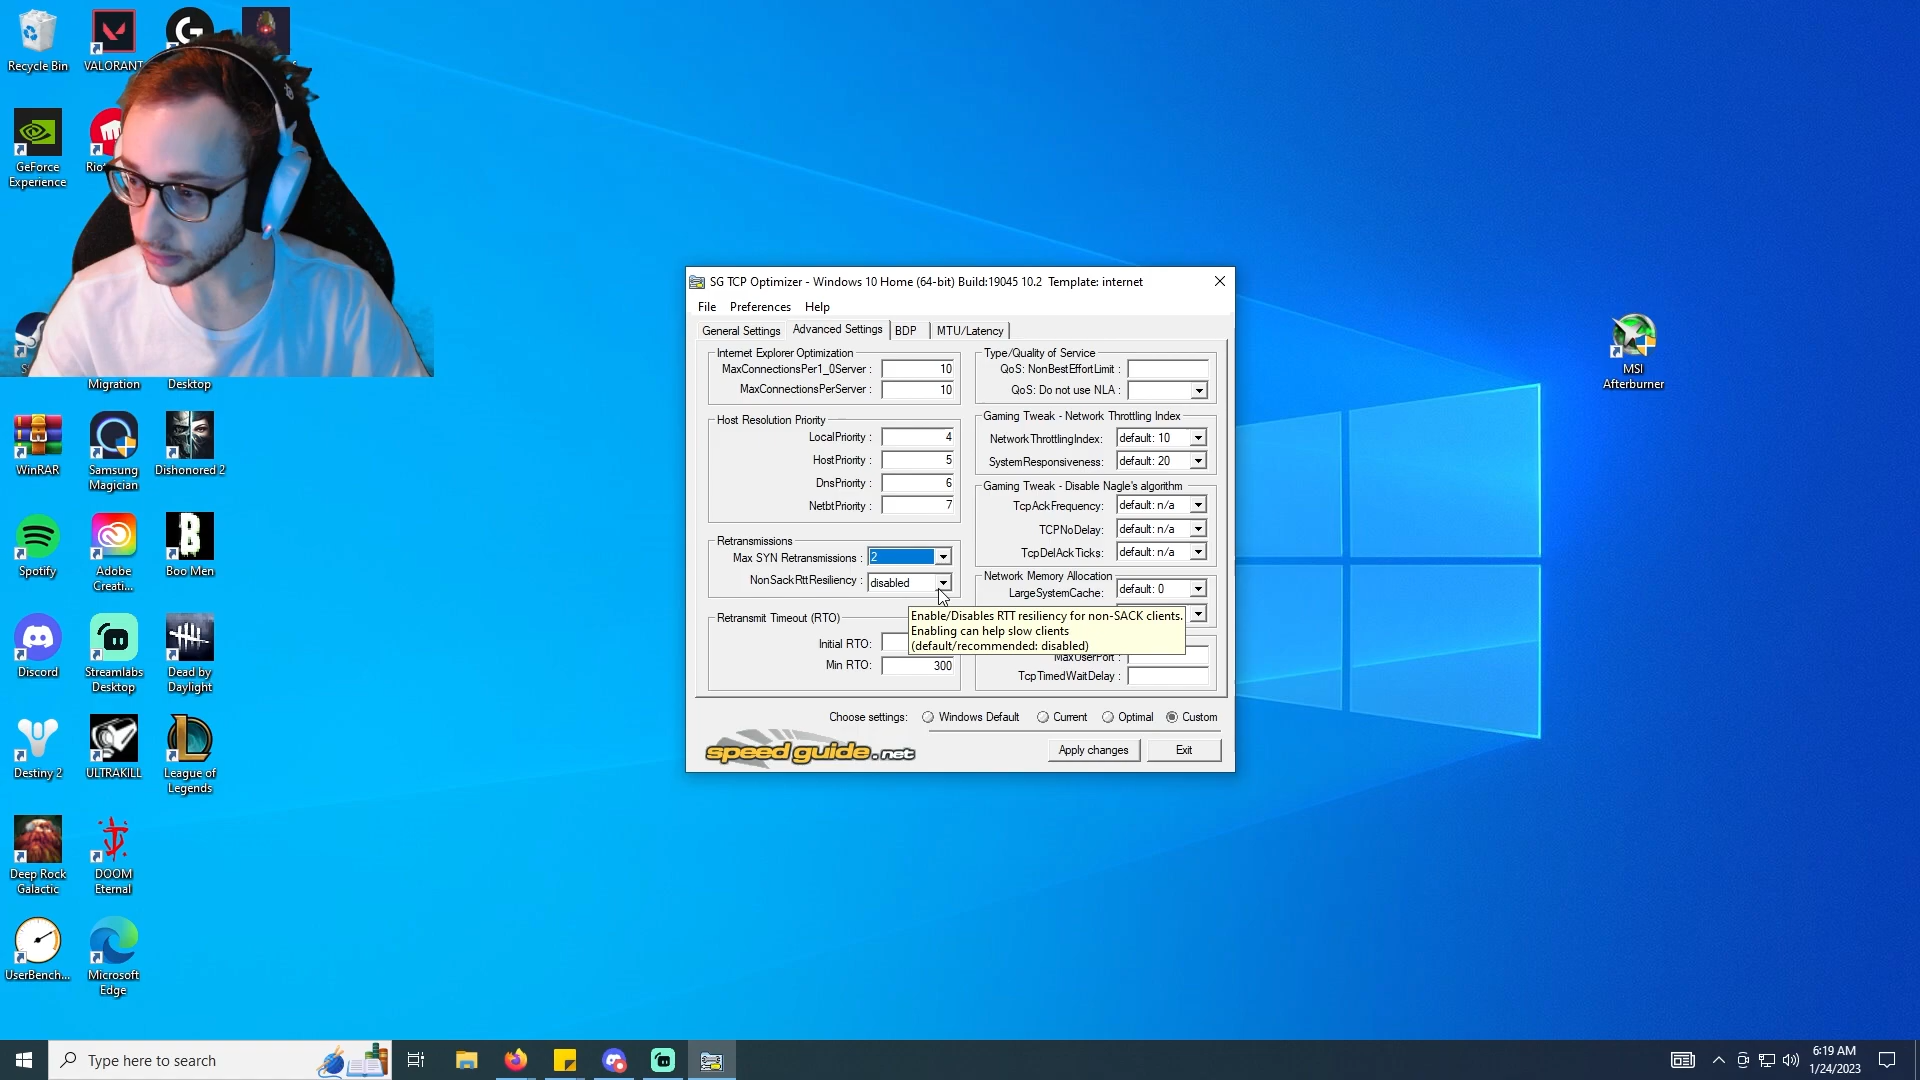 Recycle Bin
VALORANT
GeForce
Experience
Migration
Desktop
WinRAR
Samsung
Magician
Dishonored 2
Spotify
Adobe
Creati...
Boo Men
Discord
Streamlabs
Desktop
Dead by
Daylight
Destiny 2
ULTRAKILL
League of
Legends
Deep Rock
Galactic
DOOM
Eternal
UserBench...
Microsoft
Edge
MSI
Afterburner
SG TCP Optimizer - Windows 10 Home (64-bit) Build:19045 10.2 Template: internet
File Preferences Help
General Settings Advanced Settings BDP MTU/Latency
Internet Explorer Optimization
MaxConnectionsPer1_0Server : 10
MaxConnectionsPerServer : 10
Host Resolution Priority
LocalPriority : 4
HostPriority : 5
DnsPriority : 6
NetbtPriority : 7
Retransmissions
Max SYN Retransmissions : 2
NonSackRttResiliency : disabled
Retransmit Timeout (RTO)
Initial RTO:
Min RTO: 300
Type/Quality of Service
QoS: NonBestEffortLimit :
QoS: Do not use NLA :
Gaming Tweak - Network Throttling Index
NetworkThrottlingIndex: default: 10
SystemResponsiveness: default: 20
Gaming Tweak - Disable Nagle's algorithm
TcpAckFrequency: default: n/a
TCPNoDelay: default: n/a
TcpDelAckTicks: default: n/a
Network Memory Allocation
LargeSystemCache: default: 0
Enable/Disables RTT resiliency for non-SACK clients.
Enabling can help slow clients
(default/recommended: disabled)
MaxUserPort :
TcpTimedWaitDelay :
Choose settings: Windows Default Current Optimal Custom
speedguide.net
Apply changes Exit
Type here to search
6:19 AM
1/24/2023